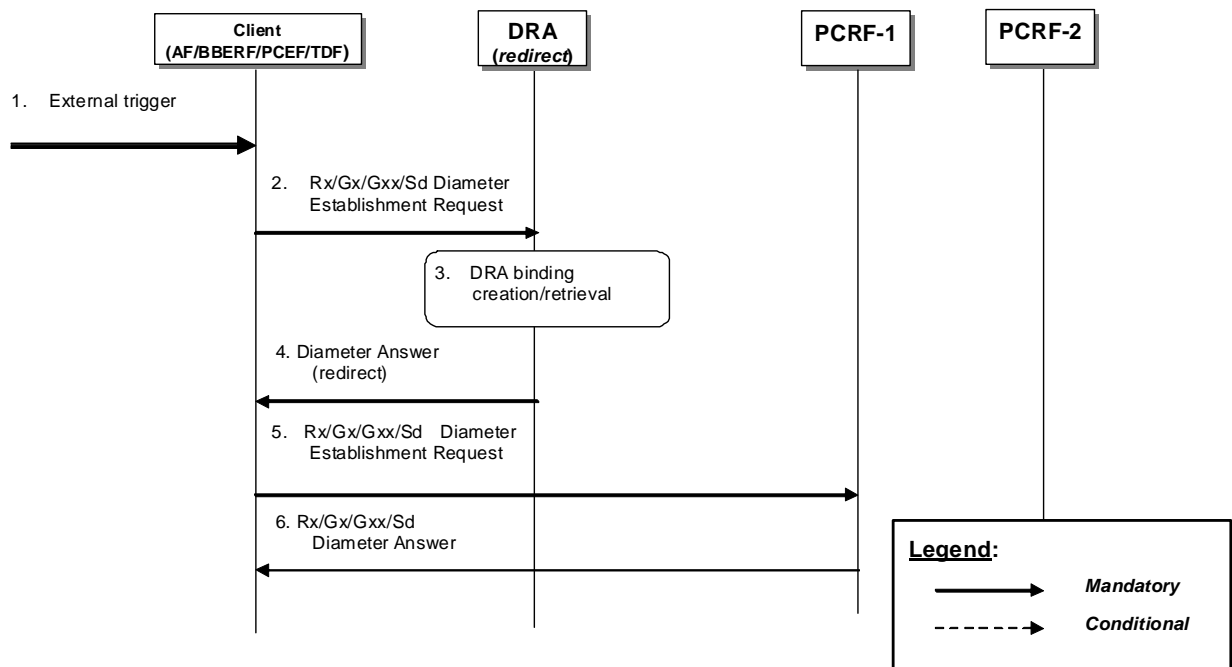 Client
(AF/BBERF/PCEF/TDF)
DRA
(redirect)
PCRF-1
PCRF-2
1. External trigger
2. Rx/Gx/Gxx/Sd Diameter
Establishment Request
3. DRA binding
creation/retrieval
4. Diameter Answer
(redirect)
5. Rx/Gx/Gxx/Sd Diameter
Establishment Request
6. Rx/Gx/Gxx/Sd
Diameter Answer
Legend:
Mandatory
Conditional